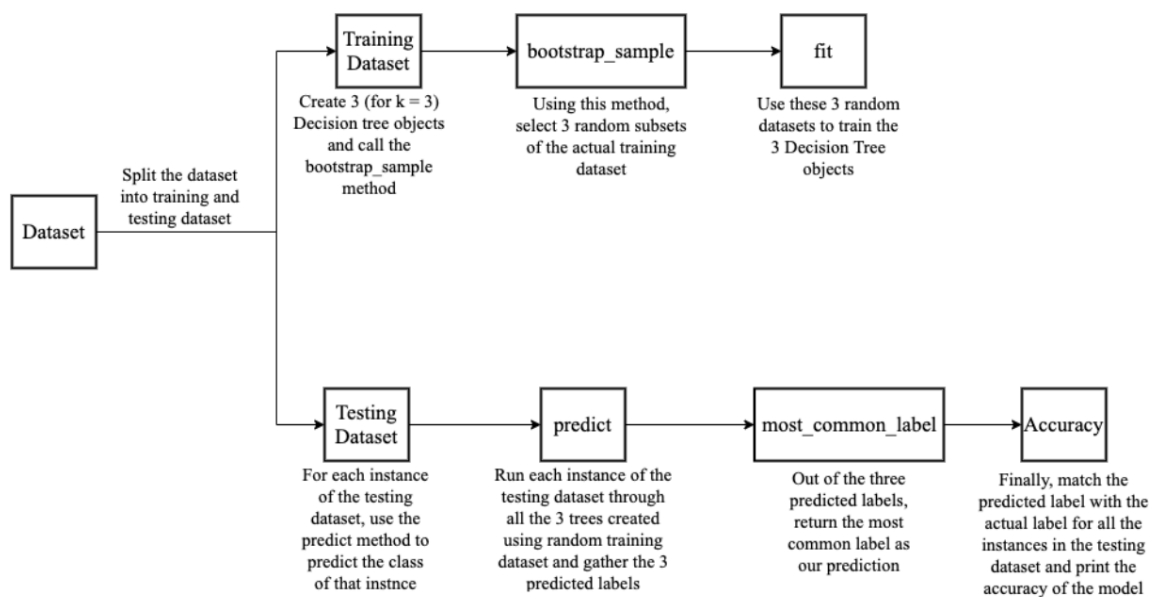 Dataset
Split the dataset
into training and
testing dataset
Training
Dataset
Create 3 (for k = 3)
Decision tree objects
and call the
bootstrap_sample
method
bootstrap_sample
Using this method,
select 3 random subsets
of the actual training
dataset
fit
Use these 3 random
datasets to train the
3 Decision Tree
objects
Testing
Dataset
For each instance
of the testing
dataset, use the
predict method to
predict the class
of that instnce
predict
Run each instance of the
testing dataset through
all the 3 trees created
using random training
dataset and gather the 3
predicted labels
most_common_label
Out of the three
predicted labels,
return the most
common label as
our prediction
Accuracy
Finally, match the
predicted label with the
actual label for all the
instances in the testing
dataset and print the
accuracy of the model